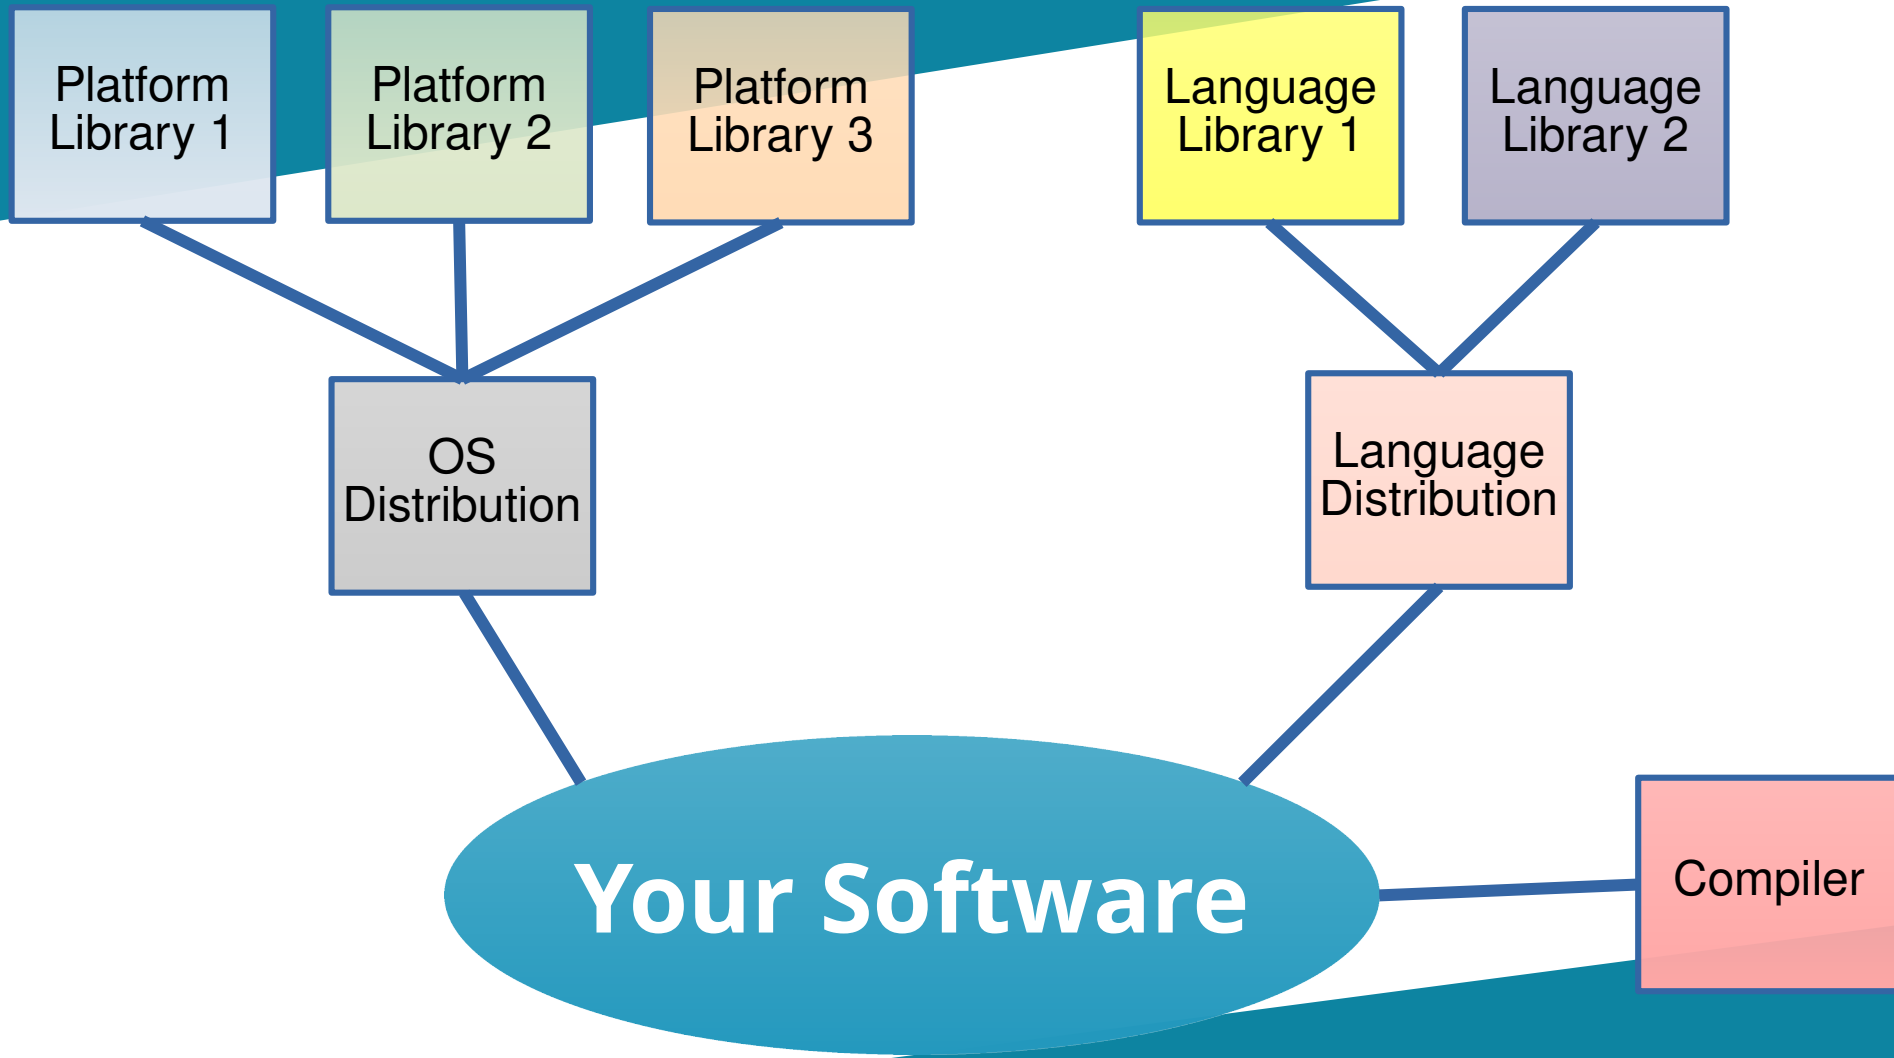 Platform
Library 1
Platform
Library 2
Platform
Library 3
Language
Library 1
Language
Library 2
OS
Distribution
Language
Distribution
Your Software
Compiler